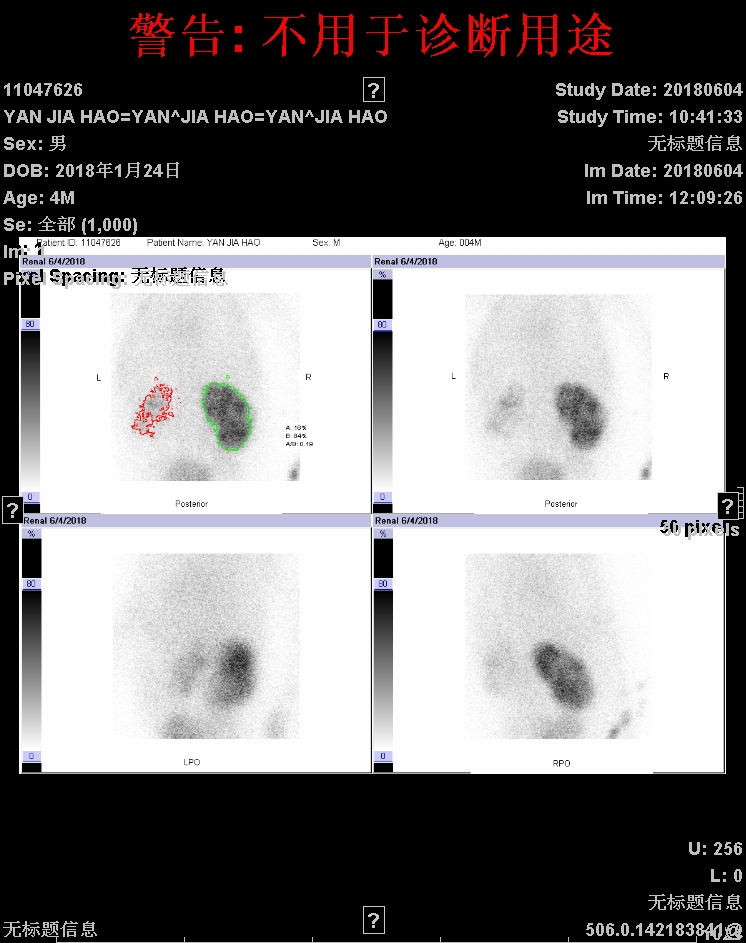 警告: 不用于诊断用途
11047626
?
Study Date: 20180604
YAN JIA HAO=YAN^JIA HAO=YAN^JIA HAO
Study Time: 10:41:33
Sex: 男
无标题信息
DOB: 2018年1月24日
Im Date: 20180604
Age: 4M
Im Time: 12:09:26
Se: 全部 (1,000)
Im: 1
Patient ID: 11047626
Patient Name: YAN JIA HAO
Sex: M
Age: 004M
Renal 6/4/2018
Renal 6/4/2018
Pixel Spacing: 无标题信息
%
80
80
L
R
L
R
A: 16%
B: 84%
A/B: 0.19
0
0
Posterior
Posterior
?
?
Renal 6/4/2018
Renal 6/4/2018
50 pixels
%
%
80
80
0
0
LPO
RPO
U: 256
L: 0
无标题信息
?
无标题信息